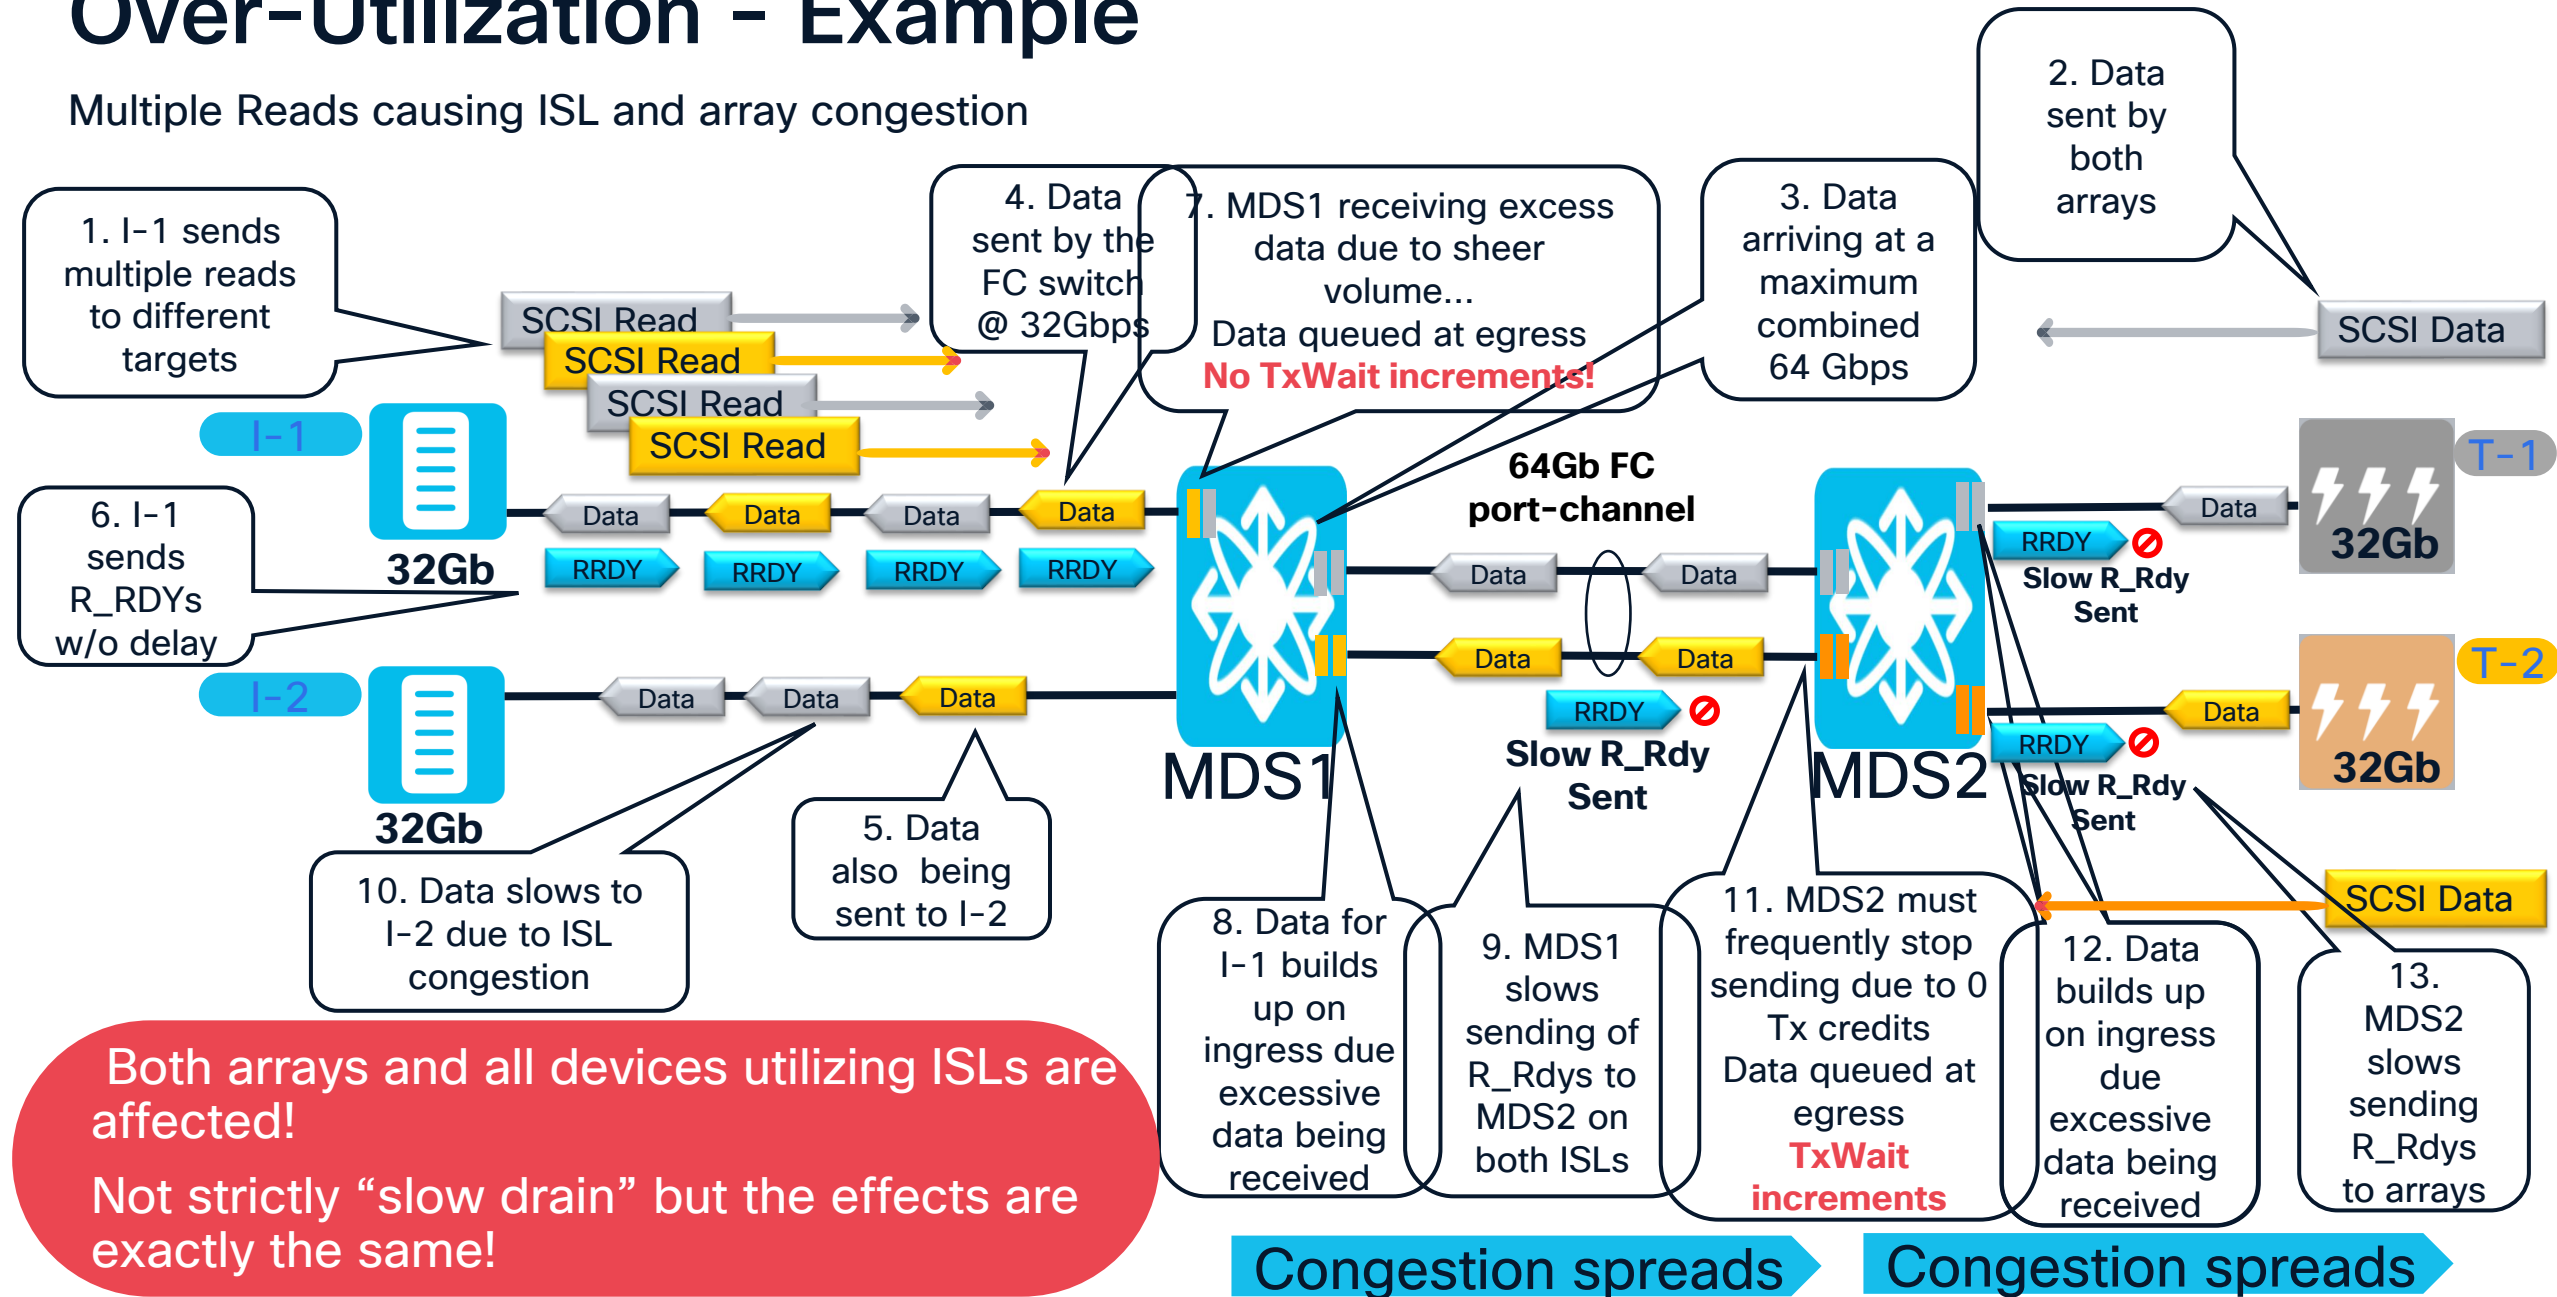 Over-Utilization - Example
Multiple Reads causing ISL and array congestion
1. I-1 sends
multiple reads
to different
targets
SCSI Read
SCSI Read
SCSI Read
SCSI Read
4. Data
sent by the
FC switch
@ 32Gbps
7. MDS1 receiving excess
data due to sheer
volume...
Data queued at egress
No TxWait increments!
3. Data
arriving at a
maximum
combined
64 Gbps
2. Data
sent by
both
arrays
SCSI Data
I-1
32Gb
Data
Data
Data
Data
RRDY
RRDY
RRDY
RRDY
6. I-1
sends
R_RDYs
w/o delay
64Gb FC
port-channel
Data
Data
Data
Data
RRDY
Slow R_Rdy
Sent
MDS1
MDS2
Data
RRDY
Slow R_Rdy
Sent
T-1
32Gb
Data
RRDY
Slow R_Rdy
Sent
T-2
32Gb
I-2
32Gb
Data
Data
Data
10. Data slows to
I-2 due to ISL
congestion
5. Data
also being
sent to I-2
8. Data for
I-1 builds
up on
ingress due
excessive
data being
received
9. MDS1
slows
sending of
R_Rdys to
MDS2 on
both ISLs
11. MDS2 must
frequently stop
sending due to 0
Tx credits
Data queued at
egress
TxWait
increments
12. Data
builds up
on ingress
due
excessive
data being
received
SCSI Data
13.
MDS2
slows
sending
R_Rdys
to arrays
Both arrays and all devices utilizing ISLs are
affected!
Not strictly “slow drain” but the effects are
exactly the same!
Congestion spreads
Congestion spreads